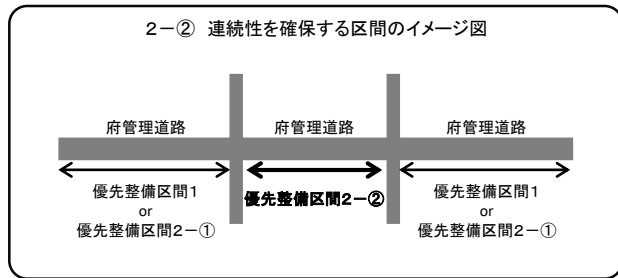 2-② 連続性を確保する区間のイメージ図
府管理道路
府管理道路
府管理道路
優先整備区間1
or
優先整備区間2-①
優先整備区間2-②
優先整備区間1
or
優先整備区間2-①